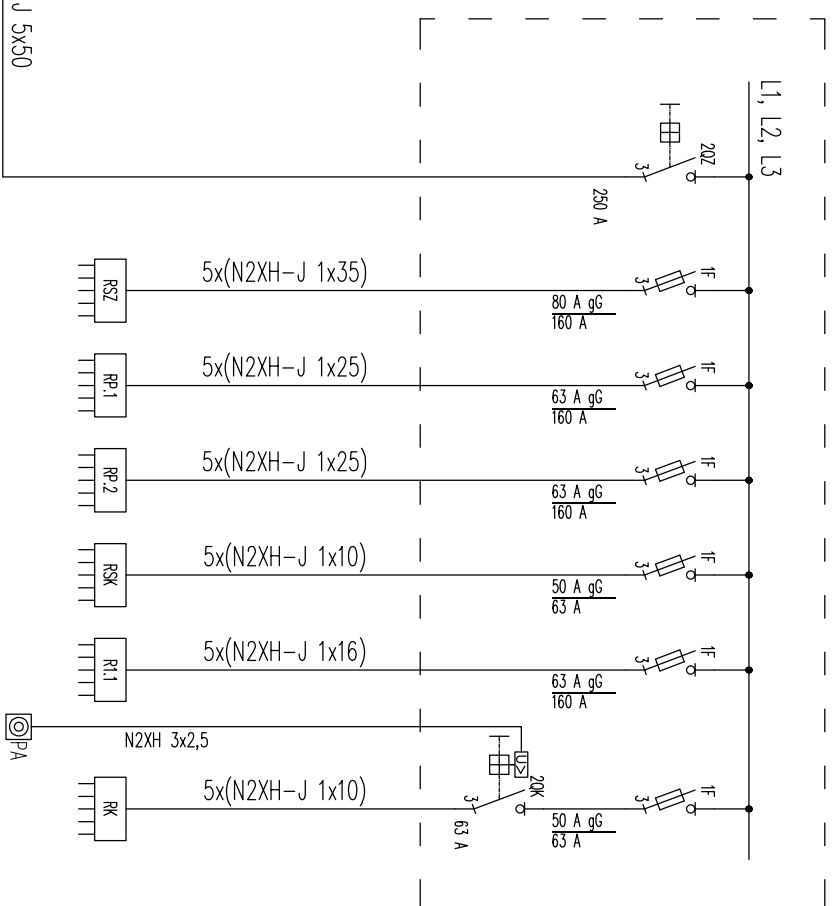 J 5x50
L1, L2, L3
2QZ
3
250 A
RSZ
5x(N2XH-J 1x35)
80 A gG
160 A
3
1F
RP.1
5x(N2XH-J 1x25)
63 A gG
160 A
3
1F
RP.2
5x(N2XH-J 1x25)
63 A gG
160 A
3
1F
RSK
5x(N2XH-J 1x10)
50 A gG
63 A
3
1F
R1.1
5x(N2XH-J 1x16)
63 A gG
160 A
3
1F
PA
N2XH 3x2,5
U>
2QK
3
63 A
RK
5x(N2XH-J 1x10)
50 A gG
63 A
3
1F